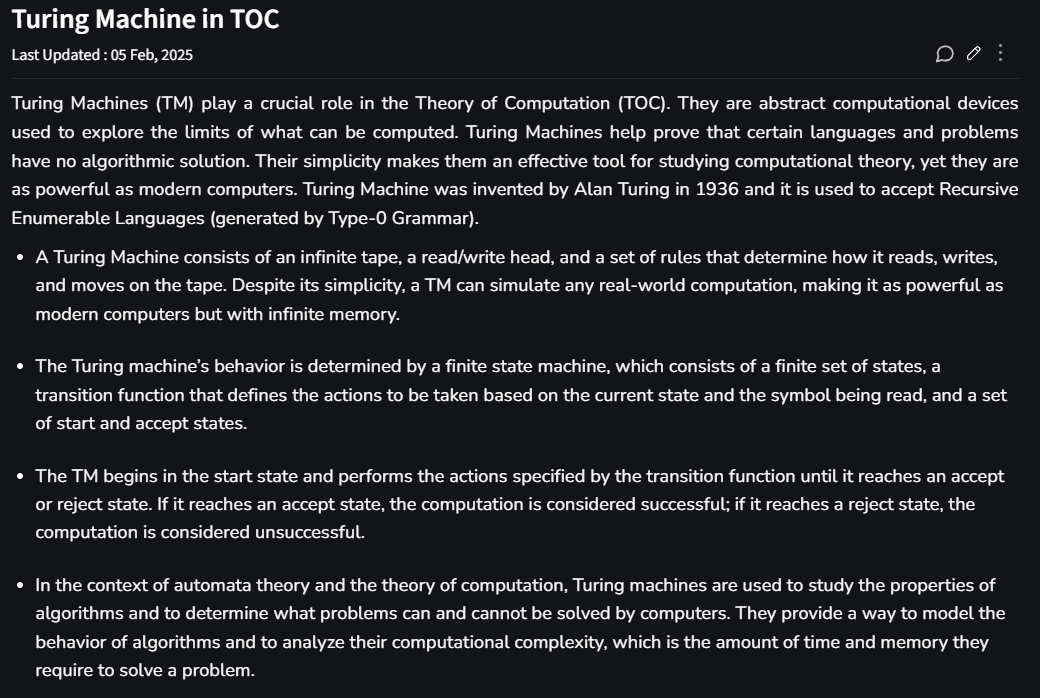 Turing Machine in TOC
Last Updated : 05 Feb, 2025
Turing Machines (TM) play a crucial role in the Theory of Computation (TOC). They are abstract computational devices
used to explore the limits of what can be computed. Turing Machines help prove that certain languages and problems
have no algorithmic solution. Their simplicity makes them an effective tool for studying computational theory, yet they are
as powerful as modern computers. Turing Machine was invented by Alan Turing in 1936 and it is used to accept Recursive
Enumerable Languages (generated by Type-0 Grammar).
• A Turing Machine consists of an infinite tape, a read/write head, and a set of rules that determine how it reads, writes,
and moves on the tape. Despite its simplicity, a TM can simulate any real-world computation, making it as powerful as
modern computers but with infinite memory.
• The Turing machine’s behavior is determined by a finite state machine, which consists of a finite set of states, a
transition function that defines the actions to be taken based on the current state and the symbol being read, and a set
of start and accept states.
• The TM begins in the start state and performs the actions specified by the transition function until it reaches an accept
or reject state. If it reaches an accept state, the computation is considered successful; if it reaches a reject state, the
computation is considered unsuccessful.
• In the context of automata theory and the theory of computation, Turing machines are used to study the properties of
algorithms and to determine what problems can and cannot be solved by computers. They provide a way to model the
behavior of algorithms and to analyze their computational complexity, which is the amount of time and memory they
require to solve a problem.